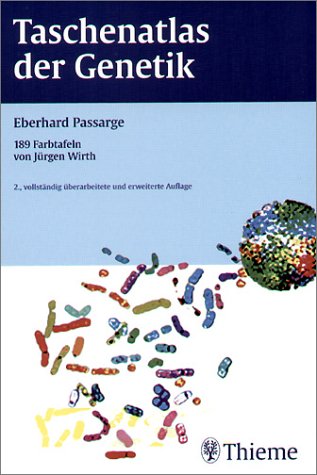 Taschenatlas
der Genetik
Eberhard Passarge
189 Farbtafeln
von Jürgen Wirth
2., vollständig überarbeitete und erweiterte Auflage
Thieme